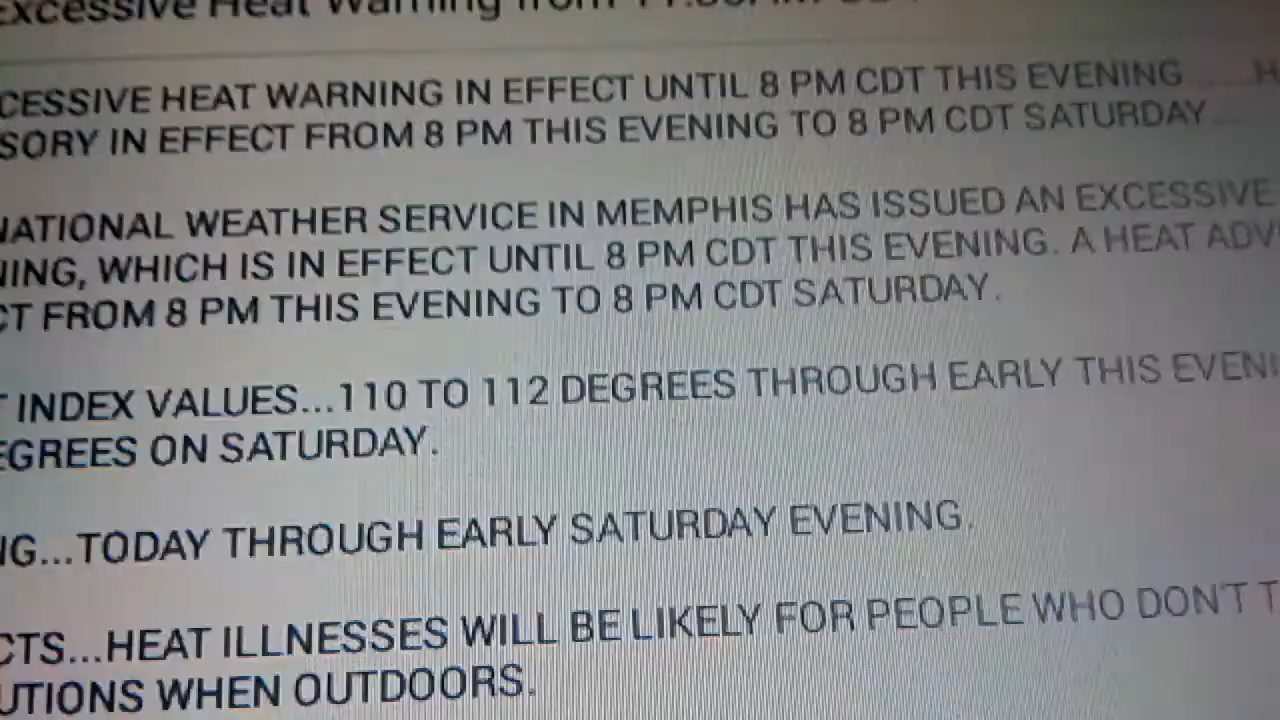 Excessive Heat Warning from
CESSIVE HEAT WARNING IN EFFECT UNTIL 8 PM CDT THIS EVENING ......H
SORY IN EFFECT FROM 8 PM THIS EVENING TO 8 PM CDT SATURDAY...
NATIONAL WEATHER SERVICE IN MEMPHIS HAS ISSUED AN EXCESSIVE
NING, WHICH IS IN EFFECT UNTIL 8 PM CDT THIS EVENING. A HEAT ADV
CT FROM 8 PM THIS EVENING TO 8 PM CDT SATURDAY.
T INDEX VALUES...110 TO 112 DEGREES THROUGH EARLY THIS EVENI
EGREES ON SATURDAY.
NG...TODAY THROUGH EARLY SATURDAY EVENING.
CTS...HEAT ILLNESSES WILL BE LIKELY FOR PEOPLE WHO DON'T T
UTIONS WHEN OUTDOORS.